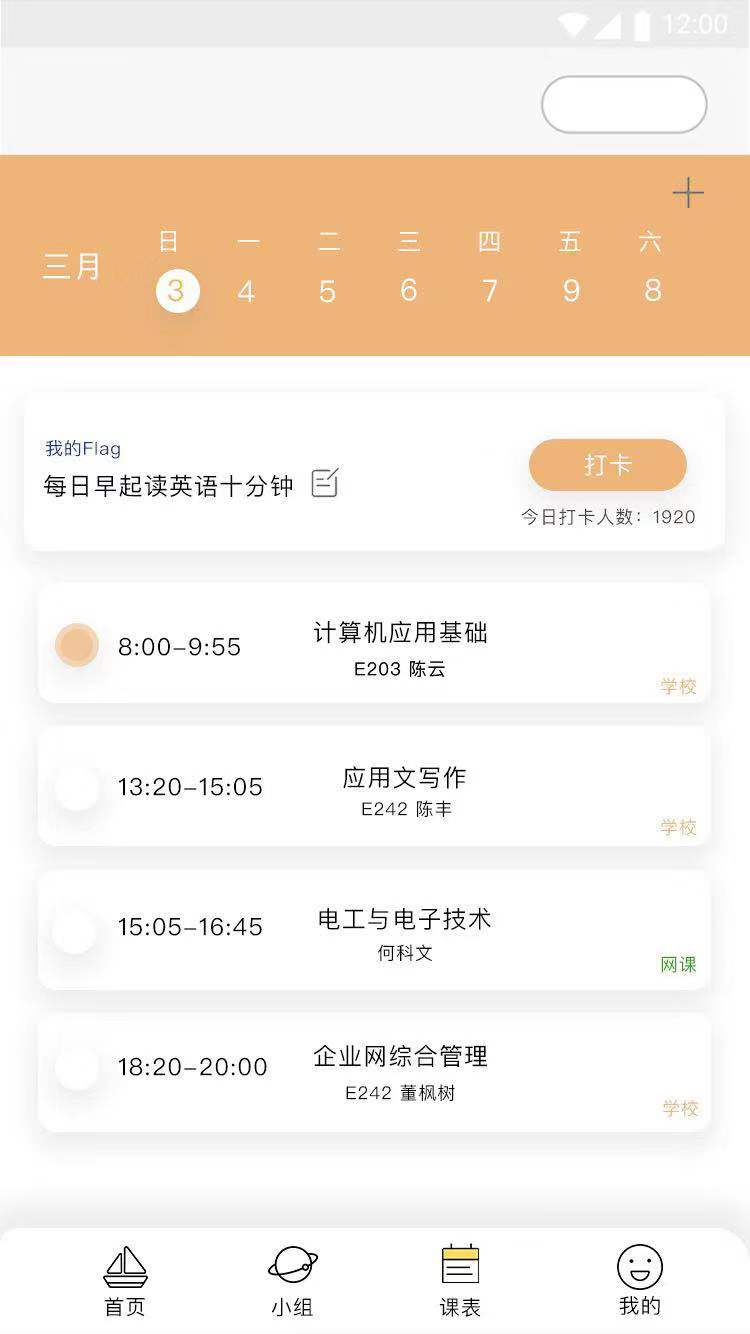 12:00
三月
日 一 二 三 四 五 六
3 4 5 6 7 9 8
我的Flag
每日早起读英语十分钟
打卡
今日打卡人数：1920
8:00-9:55
计算机应用基础
E203 陈云
学校
13:20-15:05
应用文写作
E242 陈丰
学校
15:05-16:45
电工与电子技术
何科文
网课
18:20-20:00
企业网综合管理
E242 董枫树
学校
首页 小组 课表 我的